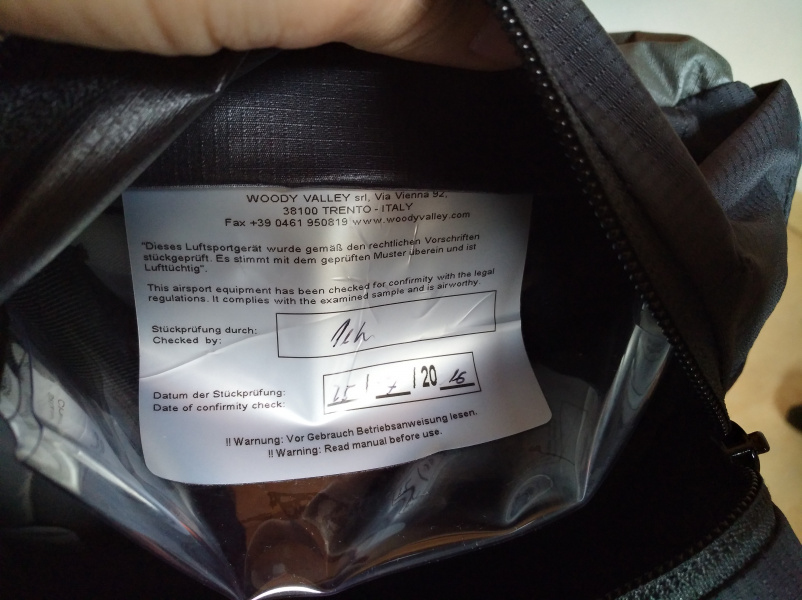 WOODY VALLEY srl, Via Vienna 92,
38100 TRENTO - ITALY
Fax +39 0461 950819 www.woodyvalley.com
"Dieses Luftsportgerät wurde gemäß den rechtlichen Vorschriften
stückgeprüft. Es stimmt mit dem geprüften Muster überein und ist
Lufttüchtig".
This airsport equipment has been checked for confirmity with the legal
regulations. It complies with the examined sample and is airworthy.
Stückprüfung durch:
Checked by:
Datum der Stückprüfung: / 7 / 20 16
Date of confirmity check:
!! Warnung: Vor Gebrauch Betriebsanweisung lesen.
!! Warning: Read manual before use.